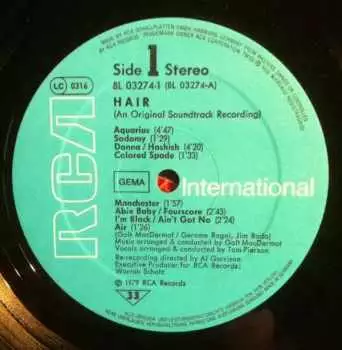 Side 1 Stereo
LC 0316
BL 03274-1 (BL 03274-A)
HAIR
(An Original Soundtrack Recording)
Aquarius (4'47)
Sodomy (1'29)
Donna / Hashish (4'20)
Colored Spade (1'33)
GEMA
RCA International
Manchester (1'57)
Abie Baby / Fourscore (2'43)
I'm Black / Ain't Got No (2'24)
Air (1'26)
(Galt MacDermot / Gerome Ragni, Jim Rado)
Music arranged & conducted by Galt MacDermot
Vocals arranged & conducted by Tom Pierson
Re-recording directed by Al Garrison
Executive Producer for RCA Records:
Warren Schatz
℗ 1979 RCA Records
33